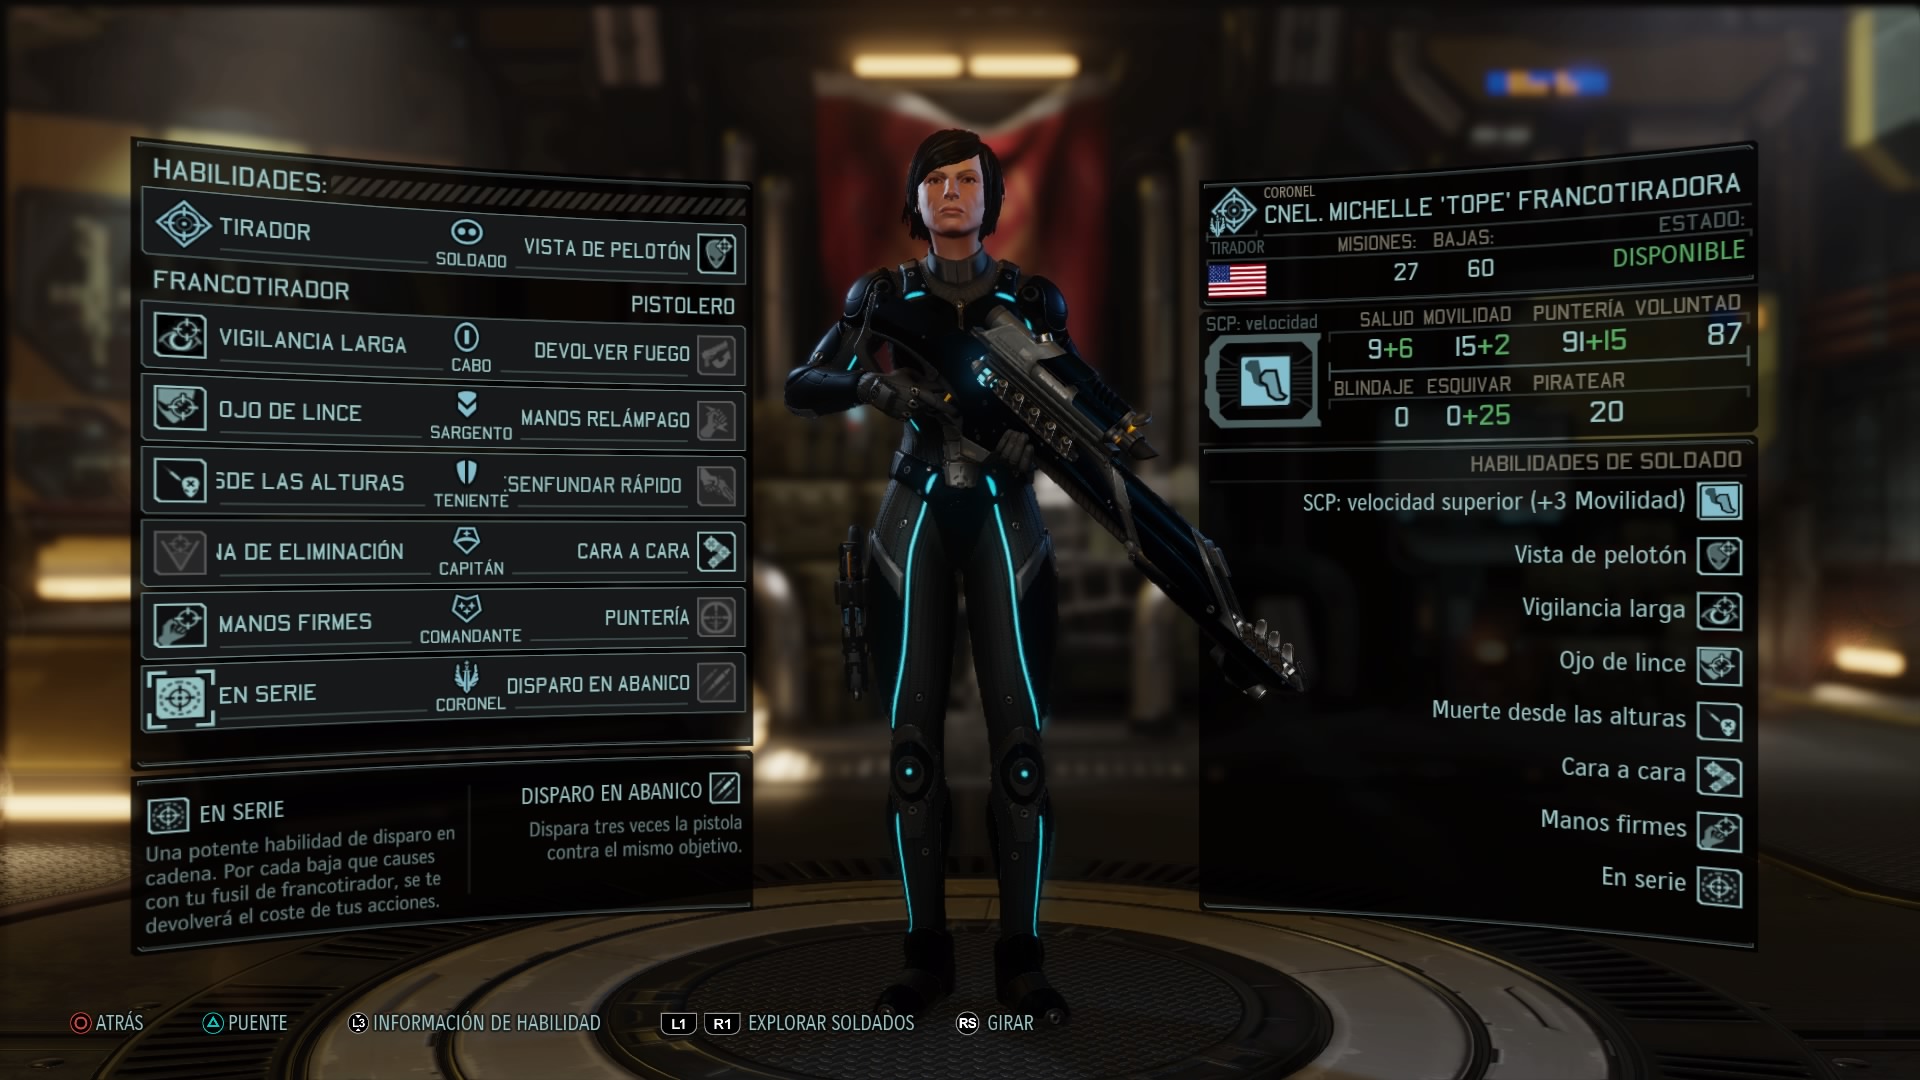 HABILIDADES:
TIRADOR
SOLDADO
VISTA DE PELOTÓN
FRANCOTIRADOR
PISTOLERO
VIGILANCIA LARGA
CABO
DEVOLVER FUEGO
OJO DE LINCE
SARGENTO
MANOS RELÁMPAGO
SDE LAS ALTURAS
TENIENTE
SENFUNDAR RÁPIDO
NA DE ELIMINACIÓN
CAPITÁN
CARA A CARA
MANOS FIRMES
COMANDANTE
PUNTERÍA
EN SERIE
CORONEL
DISPARO EN ABANICO
EN SERIE
Una potente habilidad de disparo en
cadena. Por cada baja que causes
con tu fusil de francotirador, se te
devolverá el coste de tus acciones.
DISPARO EN ABANICO
Dispara tres veces la pistola
contra el mismo objetivo.
CORONEL
CNEL. MICHELLE 'TOPE' FRANCOTIRADORA
TIRADOR
MISIONES: BAJAS: ESTADO:
27 60 DISPONIBLE
SCP: velocidad
SALUD MOVILIDAD PUNTERÍA VOLUNTAD
9+6 15+2 91+15 87
BLINDAJE ESQUIVAR PIRATEAR
0 0+25 20
HABILIDADES DE SOLDADO
SCP: velocidad superior (+3 Movilidad)
Vista de pelotón
Vigilancia larga
Ojo de lince
Muerte desde las alturas
Cara a cara
Manos firmes
En serie
ATRÁS PUENTE L3 INFORMACIÓN DE HABILIDAD L1 R1 EXPLORAR SOLDADOS RS GIRAR